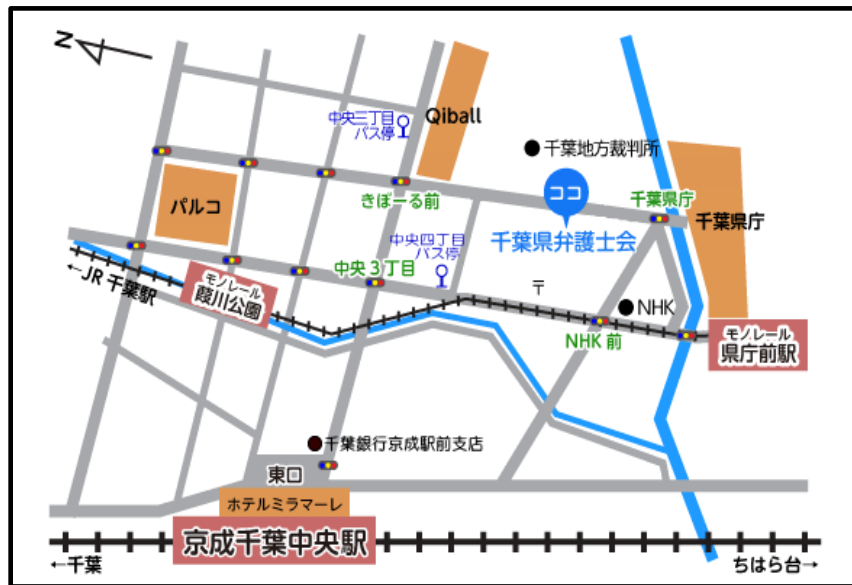 N
Qiball
中央三丁目
バス停
千葉地方裁判所
ココ
パルコ
きぼーる前
千葉県庁
千葉県庁
千葉県弁護士会
中央四丁目
バス停
中央3丁目
←JR 千葉駅
モノレール
葭川公園
〒
NHK
NHK 前
モノレール
県庁前駅
千葉銀行京成駅前支店
東口
ホテルミラマーレ
京成千葉中央駅
←千葉
ちはら台→